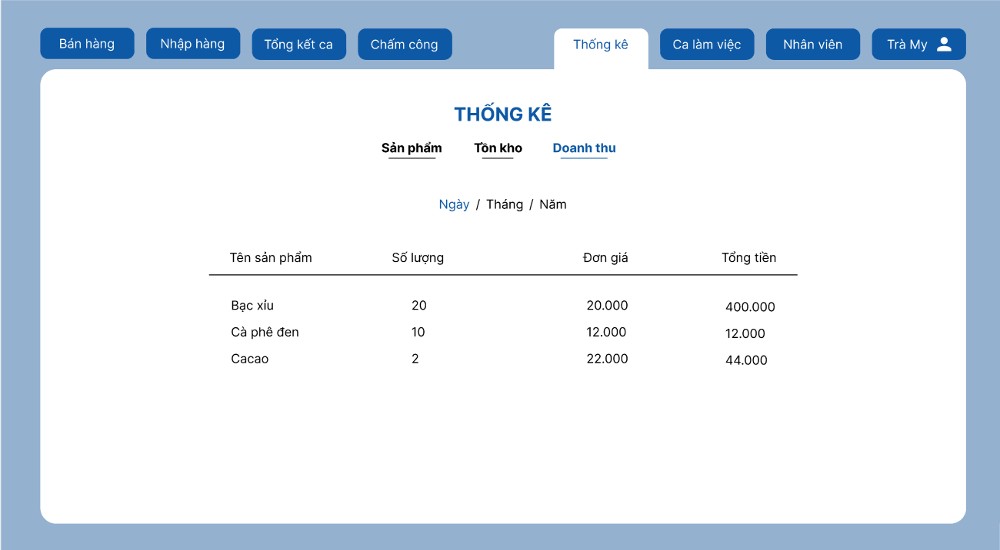 Bán hàng Nhập hàng Tổng kết ca Chấm công Thống kê Ca làm việc Nhân viên Trà My
THỐNG KÊ
Sản phẩm Tồn kho Doanh thu
Ngày / Tháng / Năm
Tên sản phẩm Số lượng Đơn giá Tổng tiền
Bạc xỉu 20 20.000 400.000
Cà phê đen 10 12.000 12.000
Cacao 2 22.000 44.000